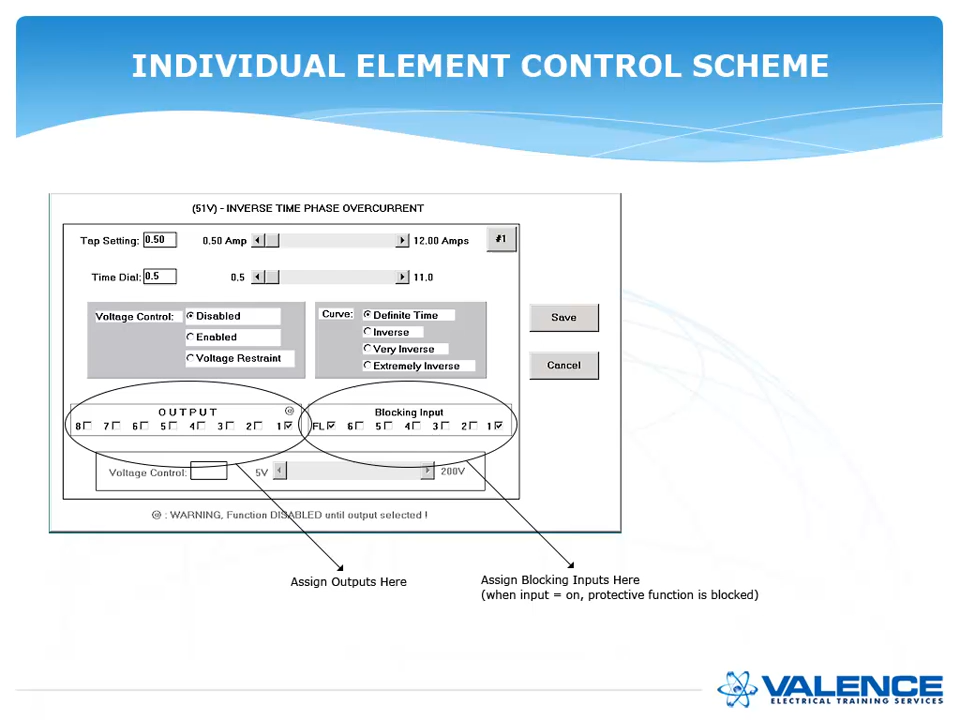 INDIVIDUAL ELEMENT CONTROL SCHEME
(51V) - INVERSE TIME PHASE OVERCURRENT
Tap Setting: 0.50 0.50 Amp 12.00 Amps #1
Time Dial: 0.5 0.5 11.0
Voltage Control: Disabled
Enabled
Voltage Restraint
Curve: Definite Time
Inverse
Very Inverse
Extremely Inverse
Save
Cancel
OUTPUT @
8 7 6 5 4 3 2 1
Blocking Input
FL 6 5 4 3 2 1
Voltage Control: 5V 200V
@ : WARNING, Function DISABLED until output selected !
Assign Outputs Here
Assign Blocking Inputs Here
(when input = on, protective function is blocked)
VALENCE
ELECTRICAL TRAINING SERVICES